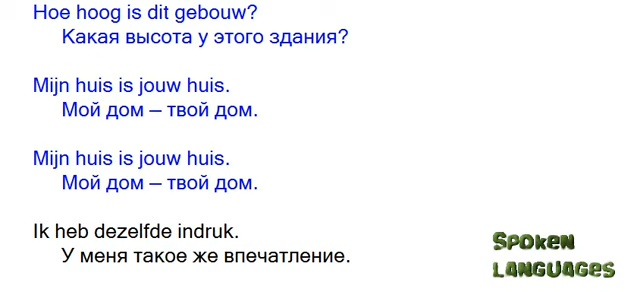 Hoe hoog is dit gebouw?
Какая высота у этого здания?
Mijn huis is jouw huis.
Мой дом – твой дом.
Mijn huis is jouw huis.
Мой дом – твой дом.
Ik heb dezelfde indruk.
У меня такое же впечатление.
Spoken
Languages